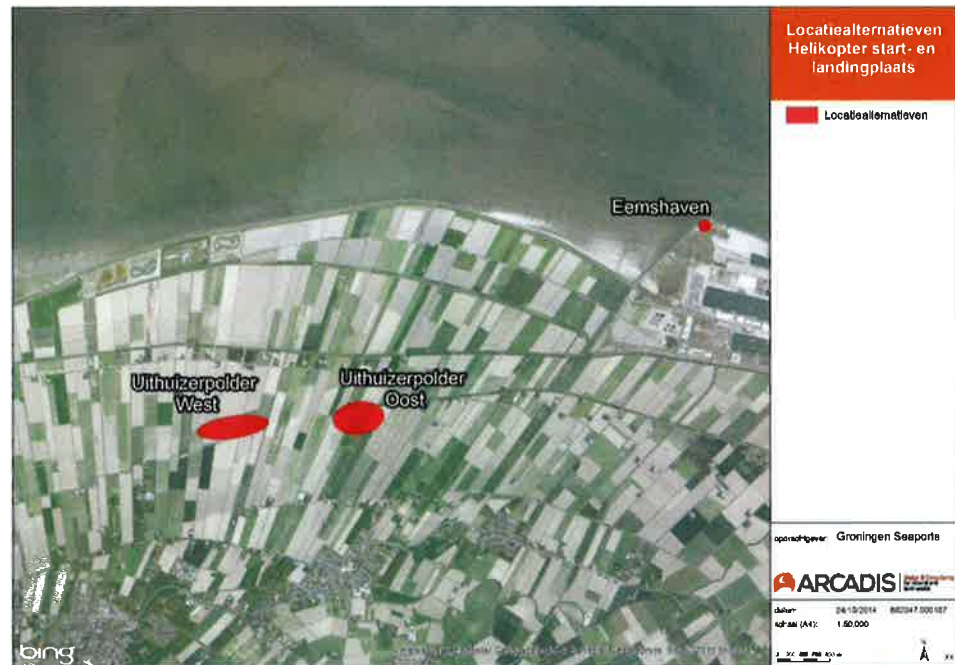 Locatiealternatieven
Helikopter start- en
landingplaats
Locatiealternatieven
Eemshaven
Uithuizerpolder
West
Uithuizerpolder
Oost
opdrachtgever: Groningen Seaports
ARCADIS
datum: 24/10/2014
schaal (A4): 1:50,000
bing
N